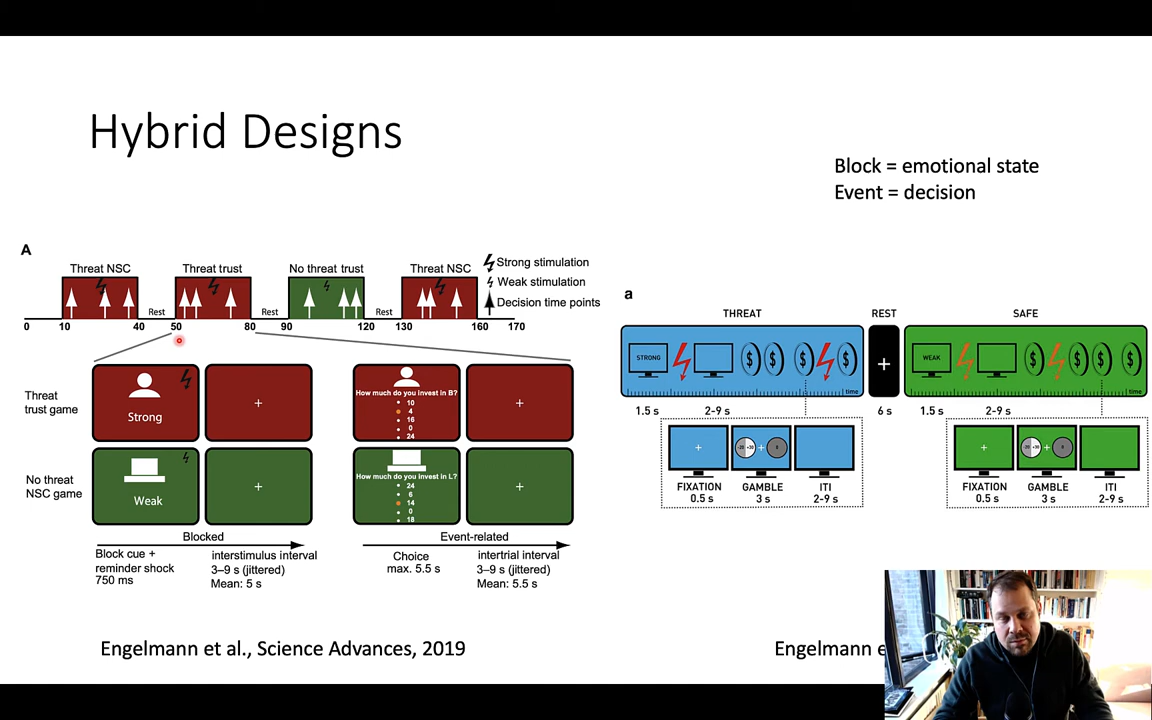 Hybrid Designs
Block = emotional state
Event = decision
A
Threat NSC
Threat trust
No threat trust
Threat NSC
Strong stimulation
Weak stimulation
Decision time points
Rest
Rest
Rest
0 10 40 50 80 90 120 130 160 170
Threat
trust game
Strong
+
How much do you invest in B?
10
4
16
0
24
+
No threat
NSC game
Weak
+
How much do you invest in L?
24
6
14
0
18
+
Blocked
Event-related
Block cue +
reminder shock
750 ms
interstimulus interval
3–9 s (jittered)
Mean: 5 s
Choice
max. 5.5 s
intertrial interval
3–9 s (jittered)
Mean: 5.5 s
Engelmann et al., Science Advances, 2019
a
THREAT
REST
SAFE
STRONG
$ $ $ $
time
+
WEAK
$ $ $ $
time
1.5 s
2-9 s
6 s
1.5 s
2-9 s
+
+
+
+
FIXATION
0.5 s
GAMBLE
3 s
ITI
2-9 s
FIXATION
0.5 s
GAMBLE
3 s
ITI
2-9 s
Engelmann e